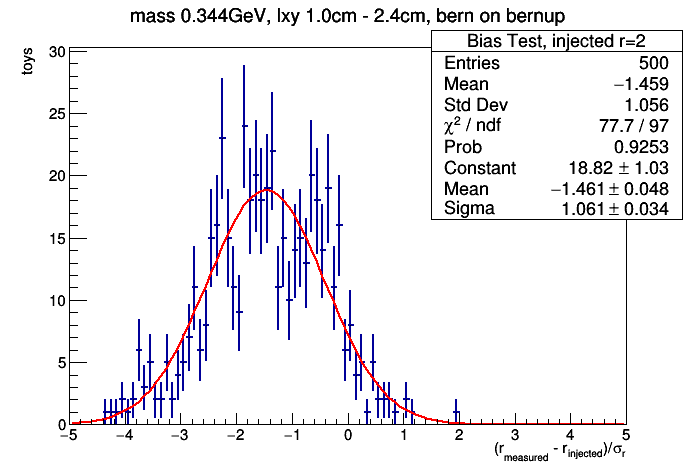 mass 0.344GeV, lxy 1.0cm - 2.4cm, bern on bernup
toys
Bias Test, injected r=2
Entries 500
Mean −1.459
Std Dev 1.056
χ² / ndf 77.7 / 97
Prob 0.9253
Constant 18.82 ± 1.03
Mean −1.461 ± 0.048
Sigma 1.061 ± 0.034
30
25
20
15
10
5
0
−5 −4 −3 −2 −1 0 1 2 3 4 5
(r_measured - r_injected)/σ_r